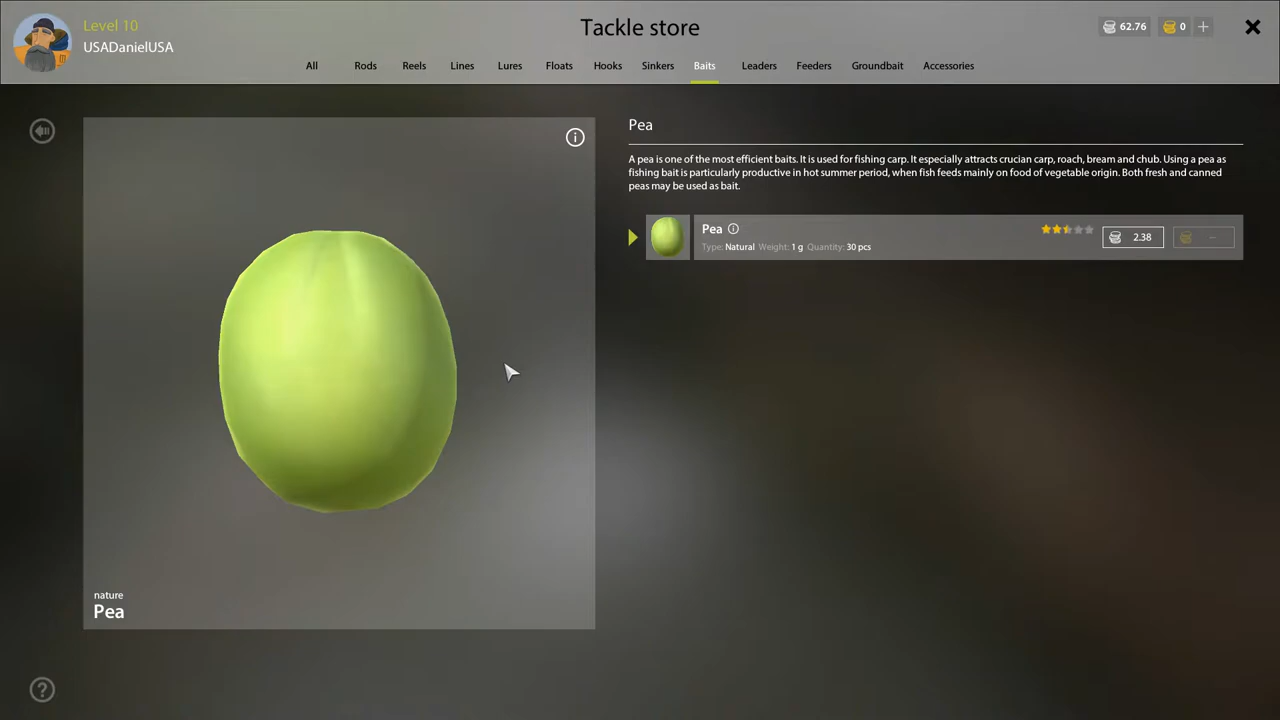 Level 10
USADanielUSA
Tackle store
62.76
0
All Rods Reels Lines Lures Floats Hooks Sinkers Baits Leaders Feeders Groundbait Accessories
nature
Pea
Pea
A pea is one of the most efficient baits. It is used for fishing carp. It especially attracts crucian carp, roach, bream and chub. Using a pea as
fishing bait is particularly productive in hot summer period, when fish feeds mainly on food of vegetable origin. Both fresh and canned
peas may be used as bait.
Pea
Type: Natural Weight: 1 g Quantity: 30 pcs
2.38
–
?